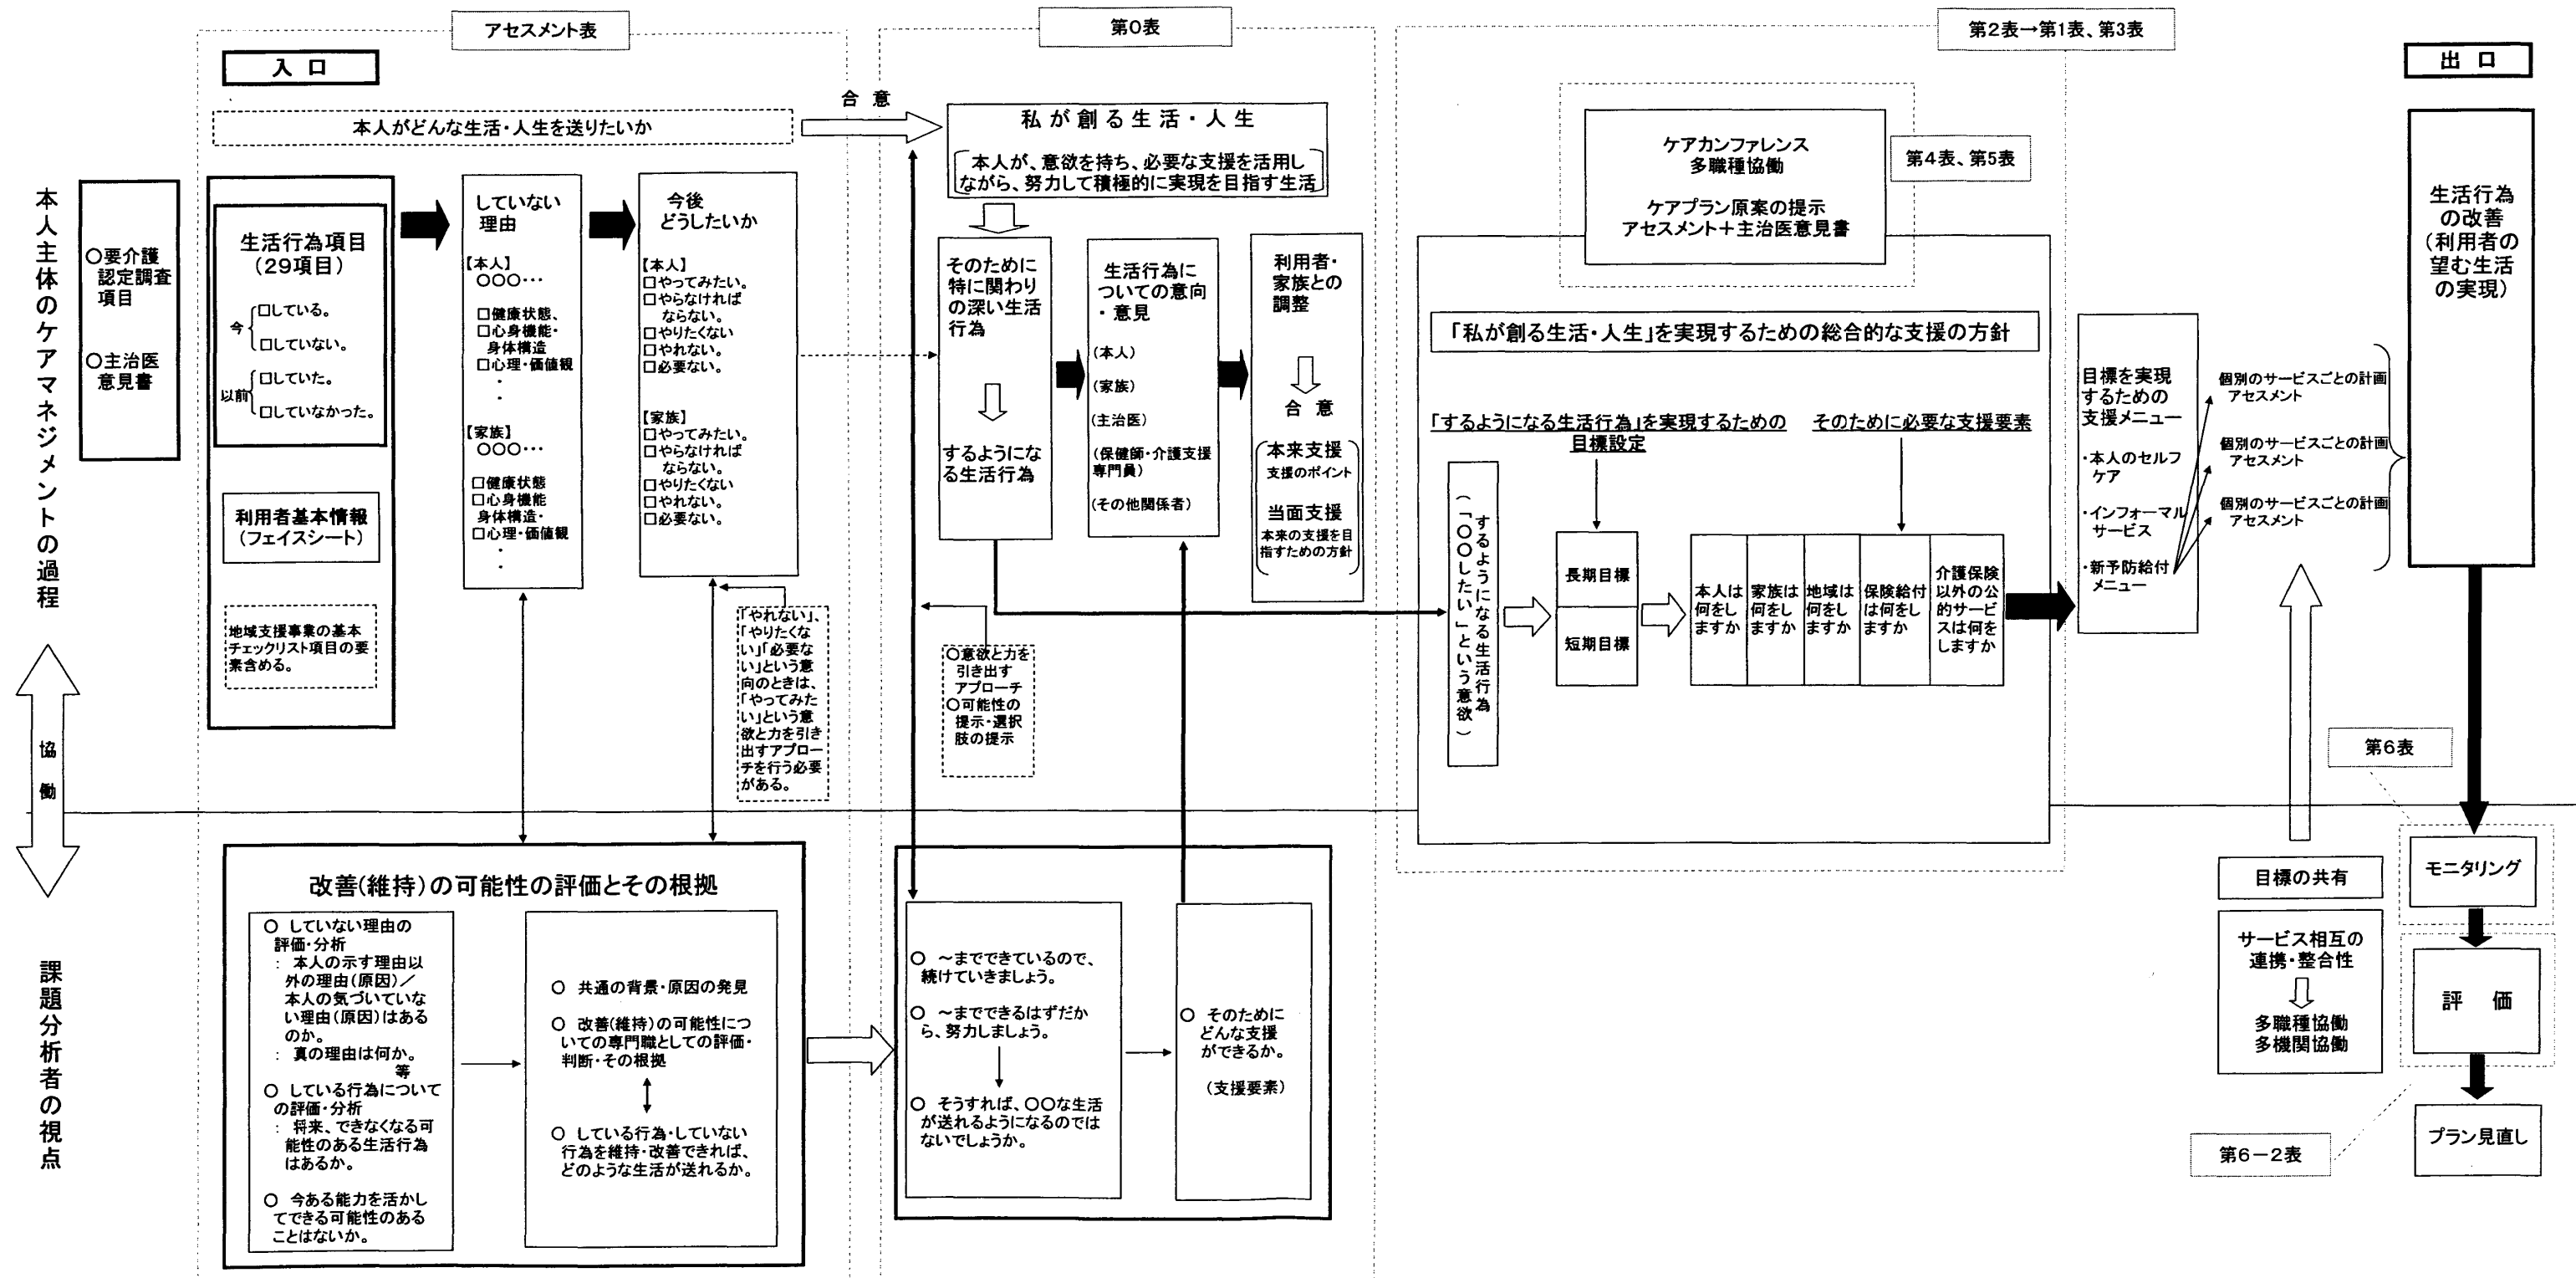 アセスメント表
第0表
第2表→第1表、第3表
入 口
出 口
合 意
本人がどんな生活・人生を送りたいか
私 が 創 る 生 活 ・ 人 生
本人が、意欲を持ち、必要な支援を活用し
ながら、努力して積極的に実現を目指す生活
ケアカンファレンス
多職種協働
ケアプラン原案の提示
アセスメント+主治医意見書
第4表、第5表
本人主体のケアマネジメントの過程
○要介護
認定調査
項目
○主治医
意見書
生活行為項目
(29項目)
今
□している。
□していない。
以前
□していた。
□していなかった。
利用者基本情報
(フェイスシート)
地域支援事業の基本
チェックリスト項目の要
素含める。
していない
理由
【本人】
○○○…
□健康状態、
□心身機能・
身体構造
□心理・価値観
・
・
【家族】
○○○…
□健康状態
□心身機能
身体構造・
□心理・価値観
・
・
今後
どうしたいか
【本人】
□やってみたい。
□やらなければ
ならない。
□やりたくない
□やれない。
□必要ない。
【家族】
□やってみたい。
□やらなければ
ならない。
□やりたくない
□やれない。
□必要ない。
「やれない」、
「やりたくな
い」「必要な
い」という意
向のときは、
「やってみた
い」という意
欲と力を引き
出すアプロー
チを行う必要
がある。
そのために
特に関わり
の深い生活
行為
するようにな
る生活行為
生活行為に
ついての意向
・意見
(本人)
(家族)
(主治医)
(保健師・介護支援
専門員)
(その他関係者)
利用者・
家族との
調整
合 意
本来支援
支援のポイント
当面支援
本来の支援を目
指すための方針
○意欲と力を
引き出す
アプローチ
○可能性の
提示・選択
肢の提示
「私が創る生活・人生」を実現するための総合的な支援の方針
「するようになる生活行為」を実現するための
目標設定
そのために必要な支援要素
するようになる生活行為
(「○○したい」という意欲)
長期目標
短期目標
本人は
何をし
ますか
家族は
何をし
ますか
地域は
何をし
ますか
保険給付
は何をし
ますか
介護保険
以外の公
的サービ
スは何を
しますか
目標を実現
するための
支援メニュー
・本人のセルフ
ケア
・インフォーマル
サービス
・新予防給付
メニュー
個別のサービスごとの計画
アセスメント
個別のサービスごとの計画
アセスメント
個別のサービスごとの計画
アセスメント
生活行為
の改善
(利用者の
望む生活
の実現)
協
働
課題分析者の視点
改善(維持)の可能性の評価とその根拠
○ していない理由の
評価・分析
: 本人の示す理由以
外の理由(原因)/
本人の気づいていな
い理由(原因)はある
のか。
: 真の理由は何か。
等
○ している行為について
の評価・分析
: 将来、できなくなる可
能性のある生活行為
はあるか。
○ 今ある能力を活かし
てできる可能性のある
ことはないか。
○ 共通の背景・原因の発見
○ 改善(維持)の可能性につ
いての専門職としての評価・
判断・その根拠
○ している行為・していない
行為を維持・改善できれば、
どのような生活が送れるか。
○ ~までできているので、
続けていきましょう。
○ ~までできるはずだか
ら、努力しましょう。
○ そうすれば、○○な生活
が送れるようになるのでは
ないでしょうか。
○ そのために
どんな支援
ができるか。
(支援要素)
目標の共有
サービス相互の
連携・整合性
多職種協働
多機関協働
第6表
モニタリング
評 価
プラン見直し
第6-2表